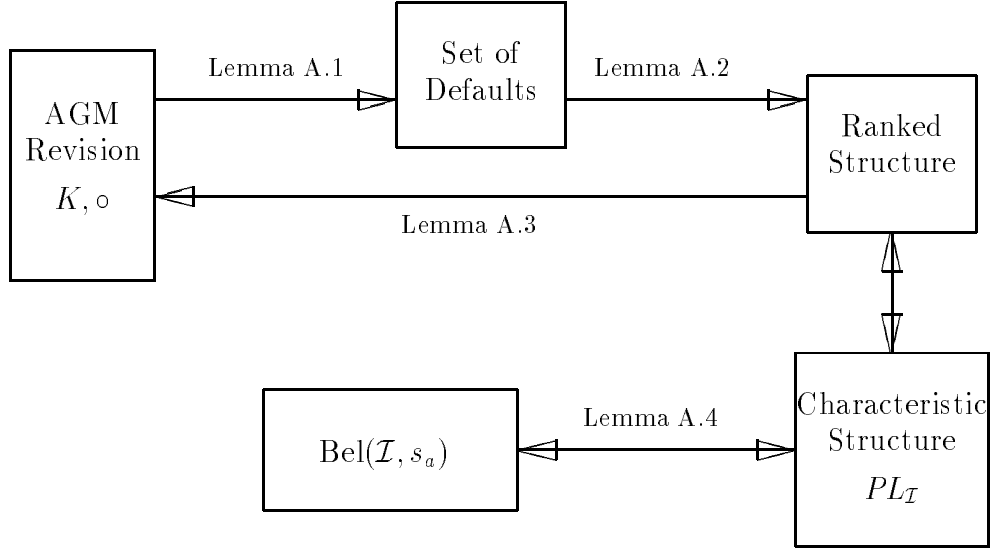 AGM
Revision
K, ∘
Lemma A.1
Set of
Defaults
Lemma A.2
Ranked
Structure
Lemma A.3
Bel(ℐ, sₐ)
Lemma A.4
Characteristic
Structure
PL_ℐ